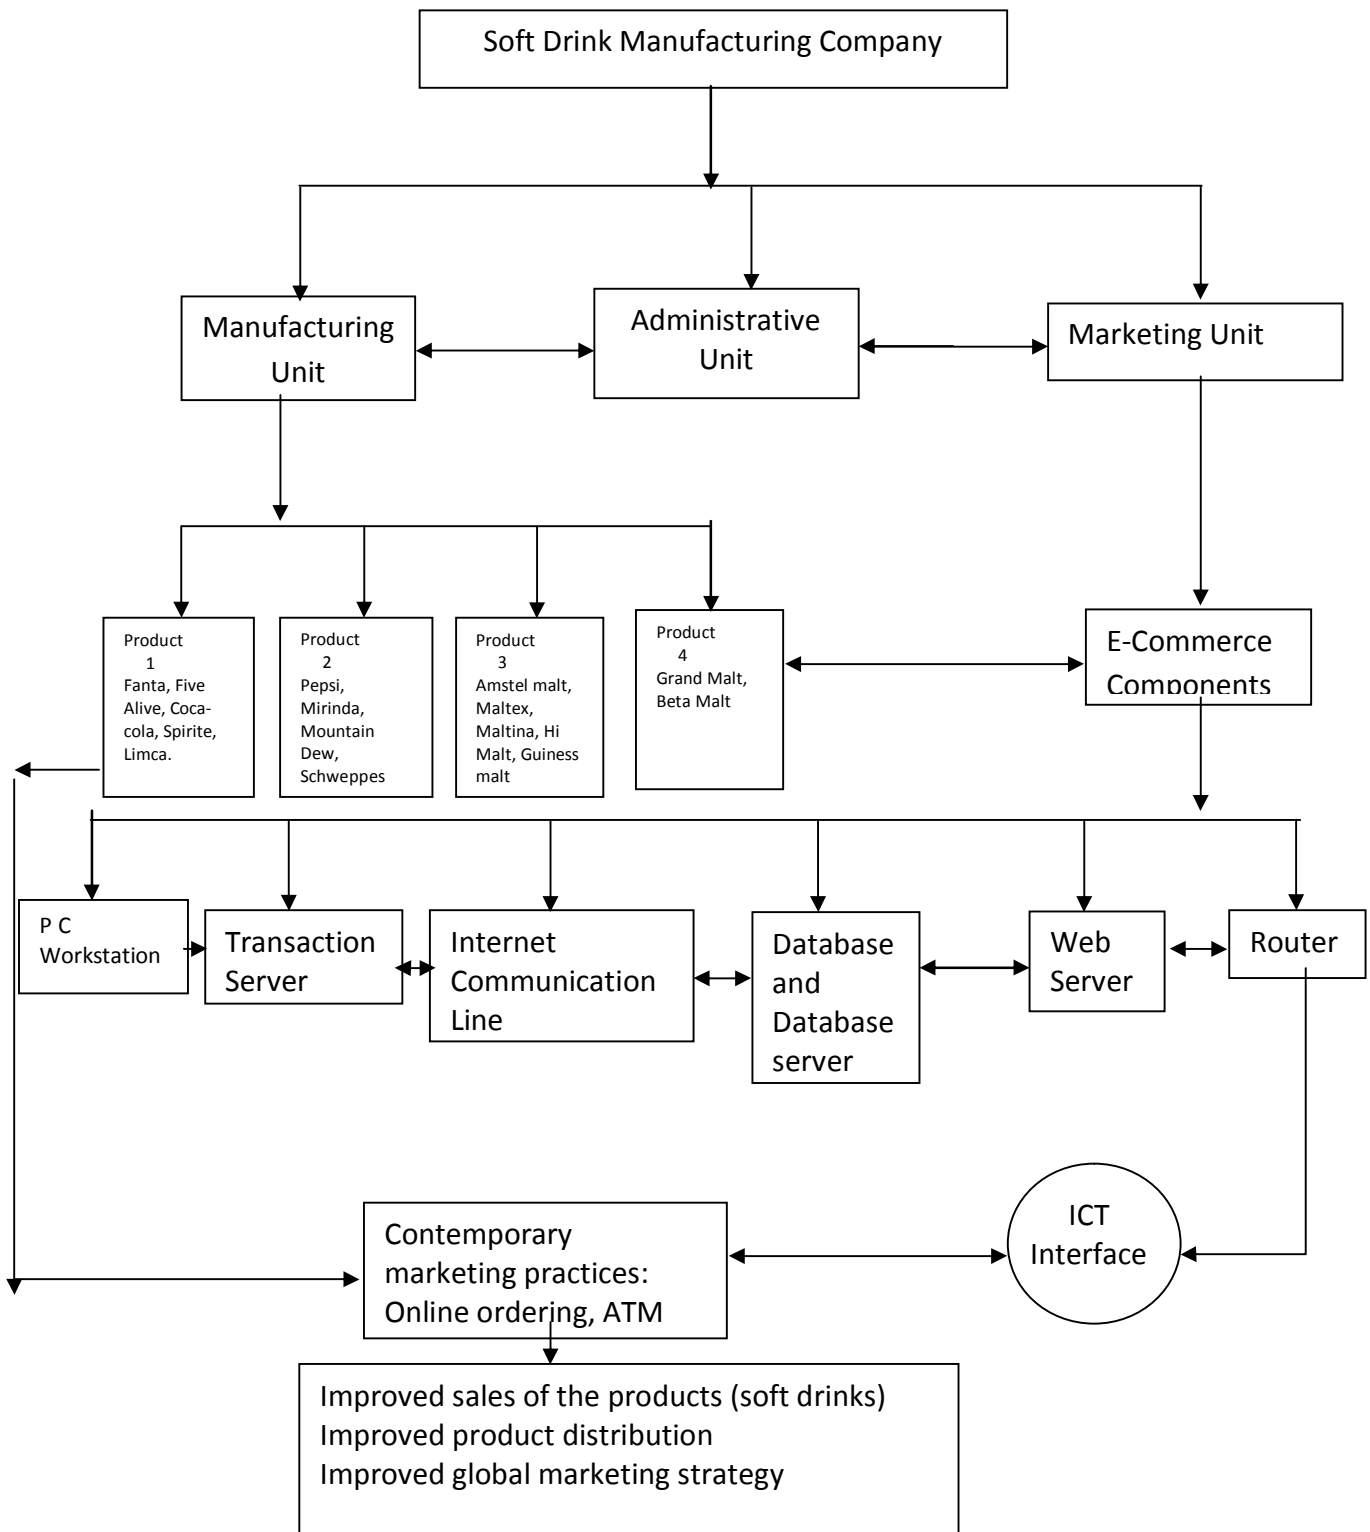 Soft Drink Manufacturing Company
Manufacturing
Unit
Administrative
Unit
Marketing Unit
Product
1
Fanta, Five
Alive, Coca-
cola, Spirite,
Limca.
Product
2
Pepsi,
Mirinda,
Mountain
Dew,
Schweppes
Product
3
Amstel malt,
Maltex,
Maltina, Hi
Malt, Guiness
malt
Product
4
Grand Malt,
Beta Malt
E-Commerce
Components
P C
Workstation
Transaction
Server
Internet
Communication
Line
Database
and
Database
server
Web
Server
Router
ICT
Interface
Contemporary
marketing practices:
Online ordering, ATM
Improved sales of the products (soft drinks)
Improved product distribution
Improved global marketing strategy